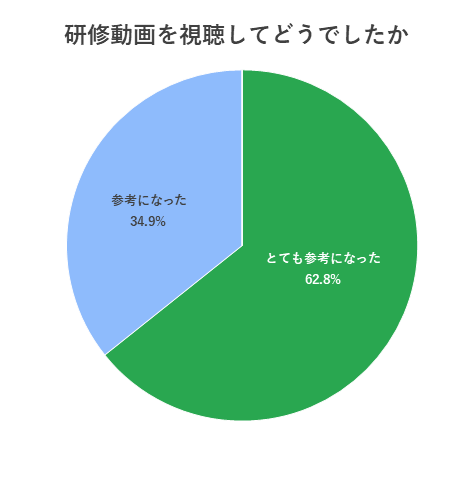 研修動画を視聴してどうでしたか
参考になった
34.9%
とても参考になった
62.8%